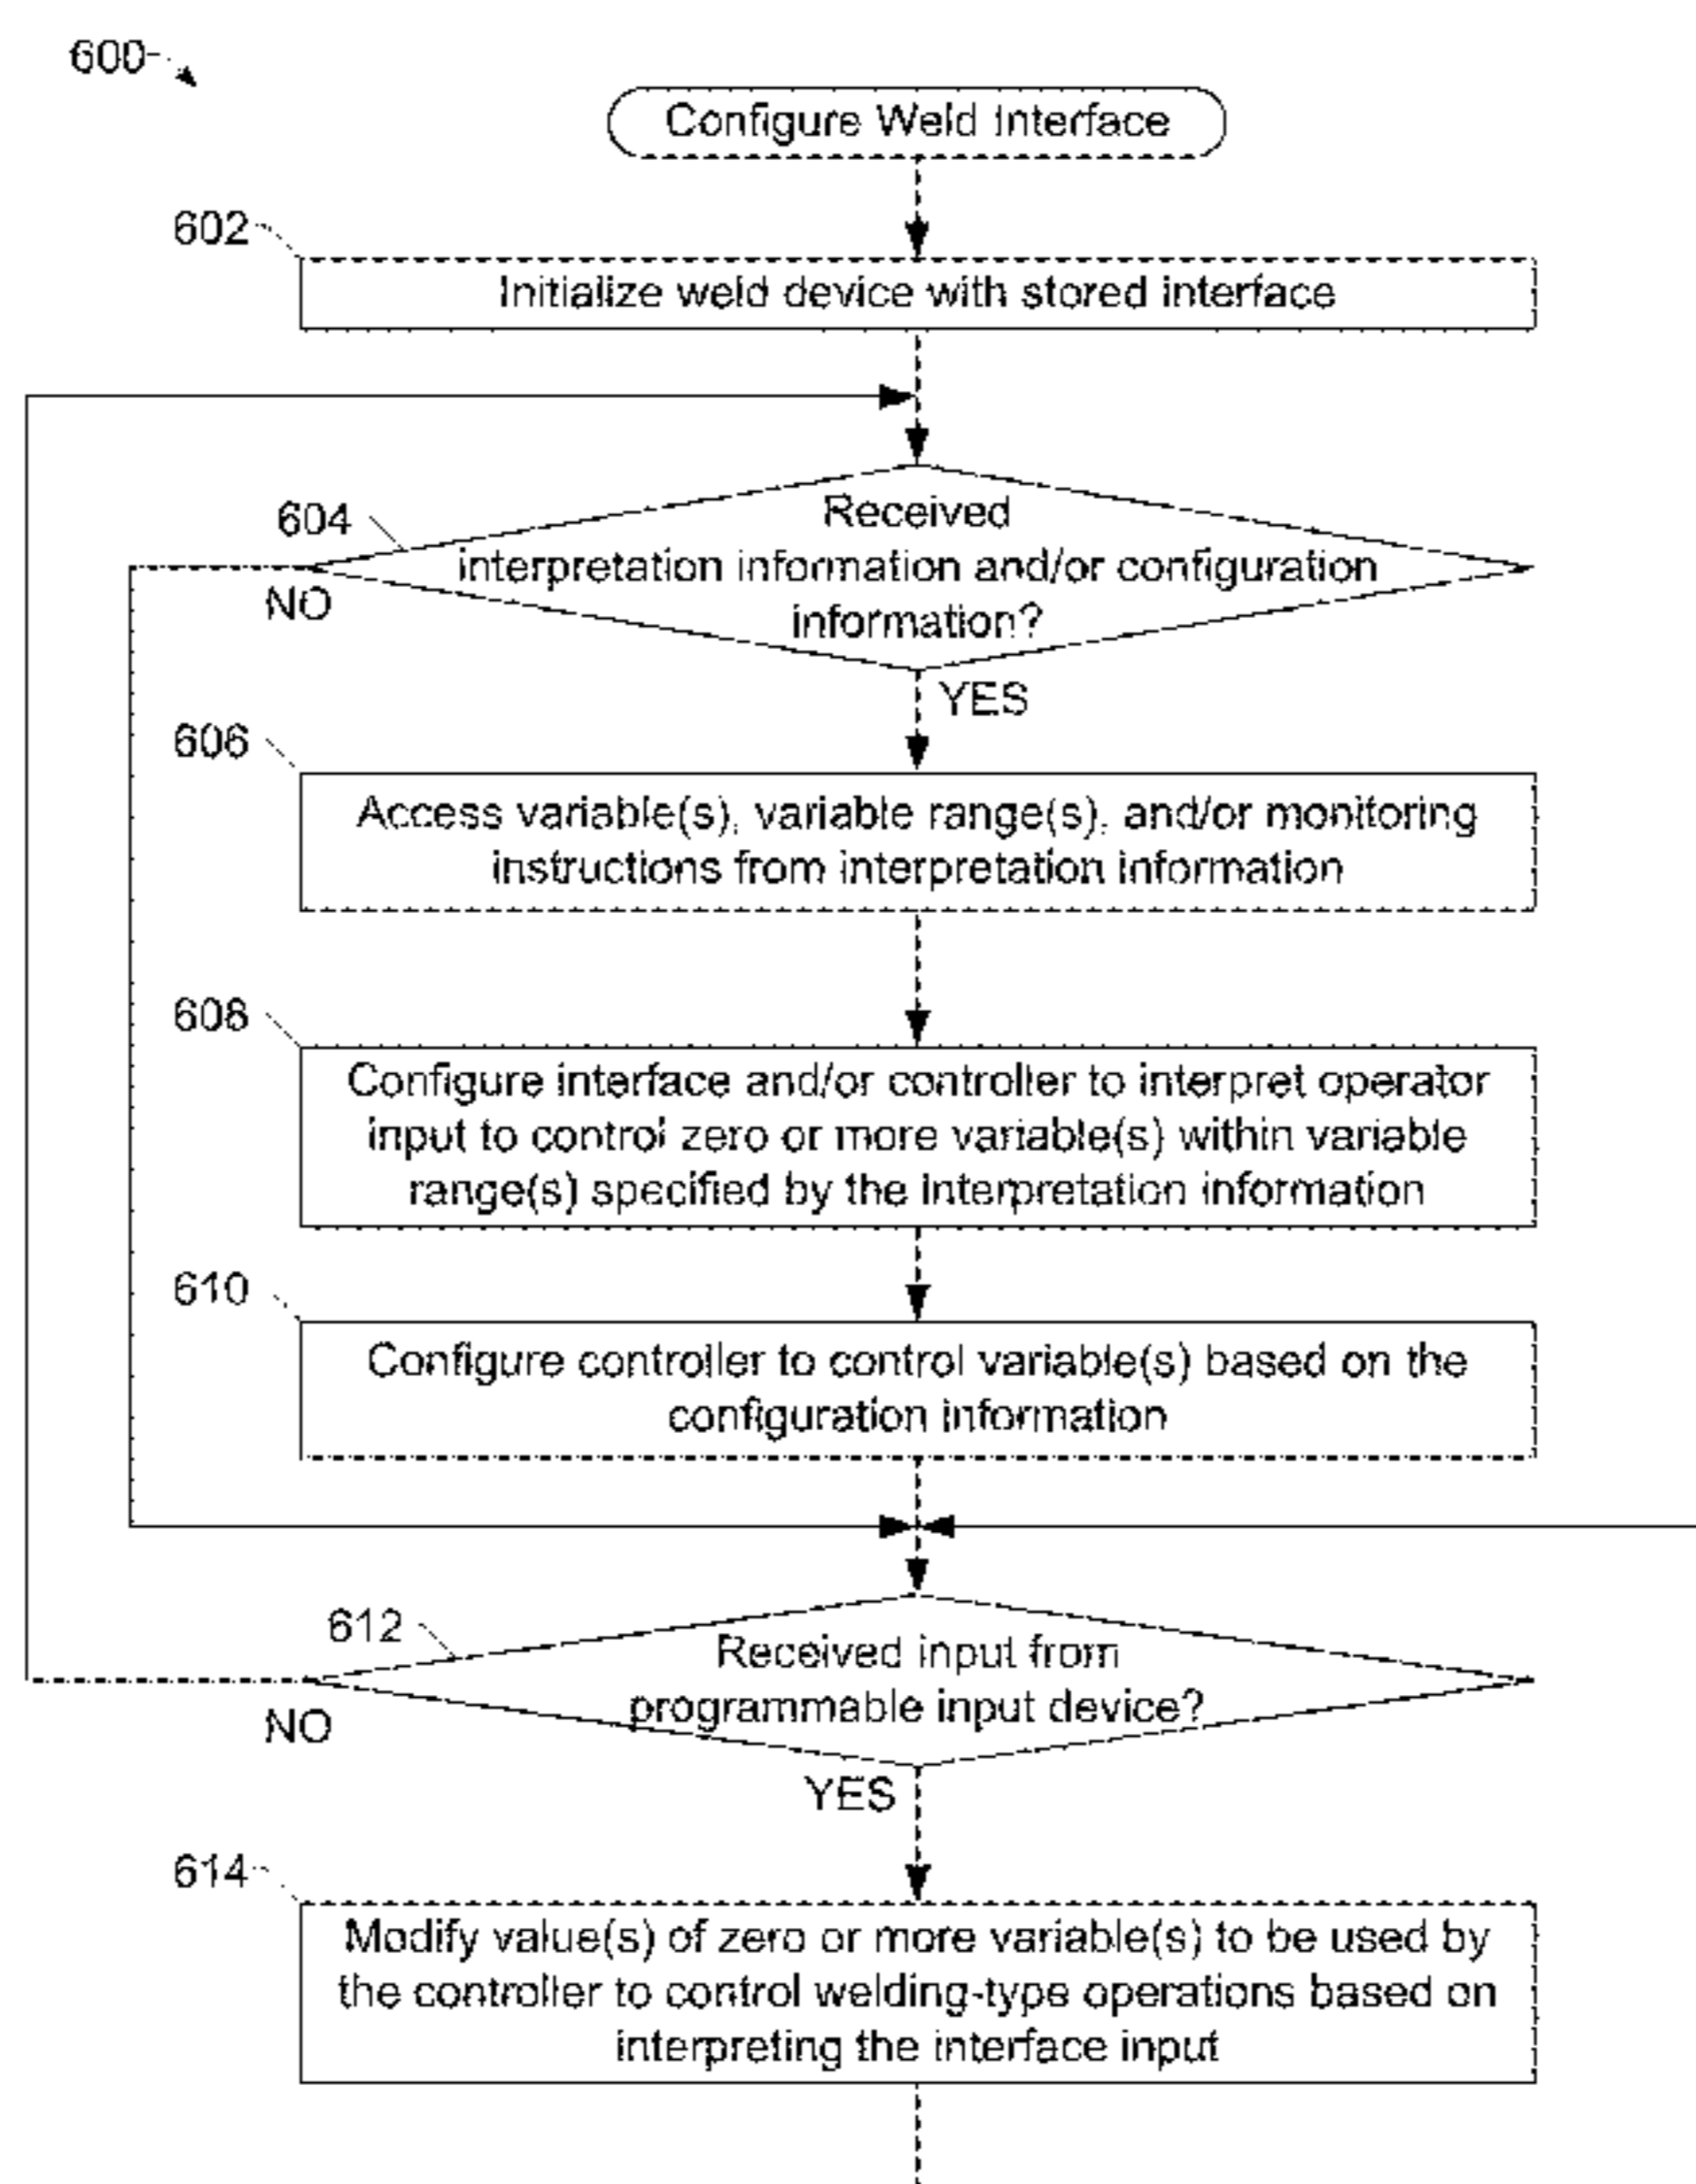 600
Configure Weld Interface
602
Initialize weld device with stored interface
604
Received
interpretation information and/or configuration
information?
NO
YES
606
Access variable(s), variable range(s), and/or monitoring
instructions from interpretation information
608
Configure interface and/or controller to interpret operator
input to control zero or more variable(s) within variable
range(s) specified by the interpretation information
610
Configure controller to control variable(s) based on the
configuration information
612
Received input from
programmable input device?
NO
YES
614
Modify value(s) of zero or more variable(s) to be used by
the controller to control welding-type operations based on
interpreting the interface input